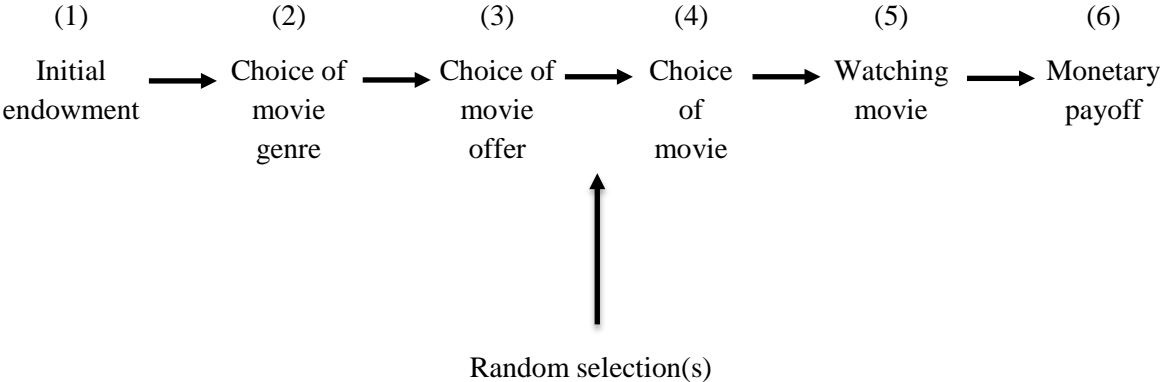 (1) (2) (3) (4) (5) (6)
Initial Choice of Choice of Choice Watching Monetary
endowment movie movie of movie payoff
genre offer movie
Random selection(s)